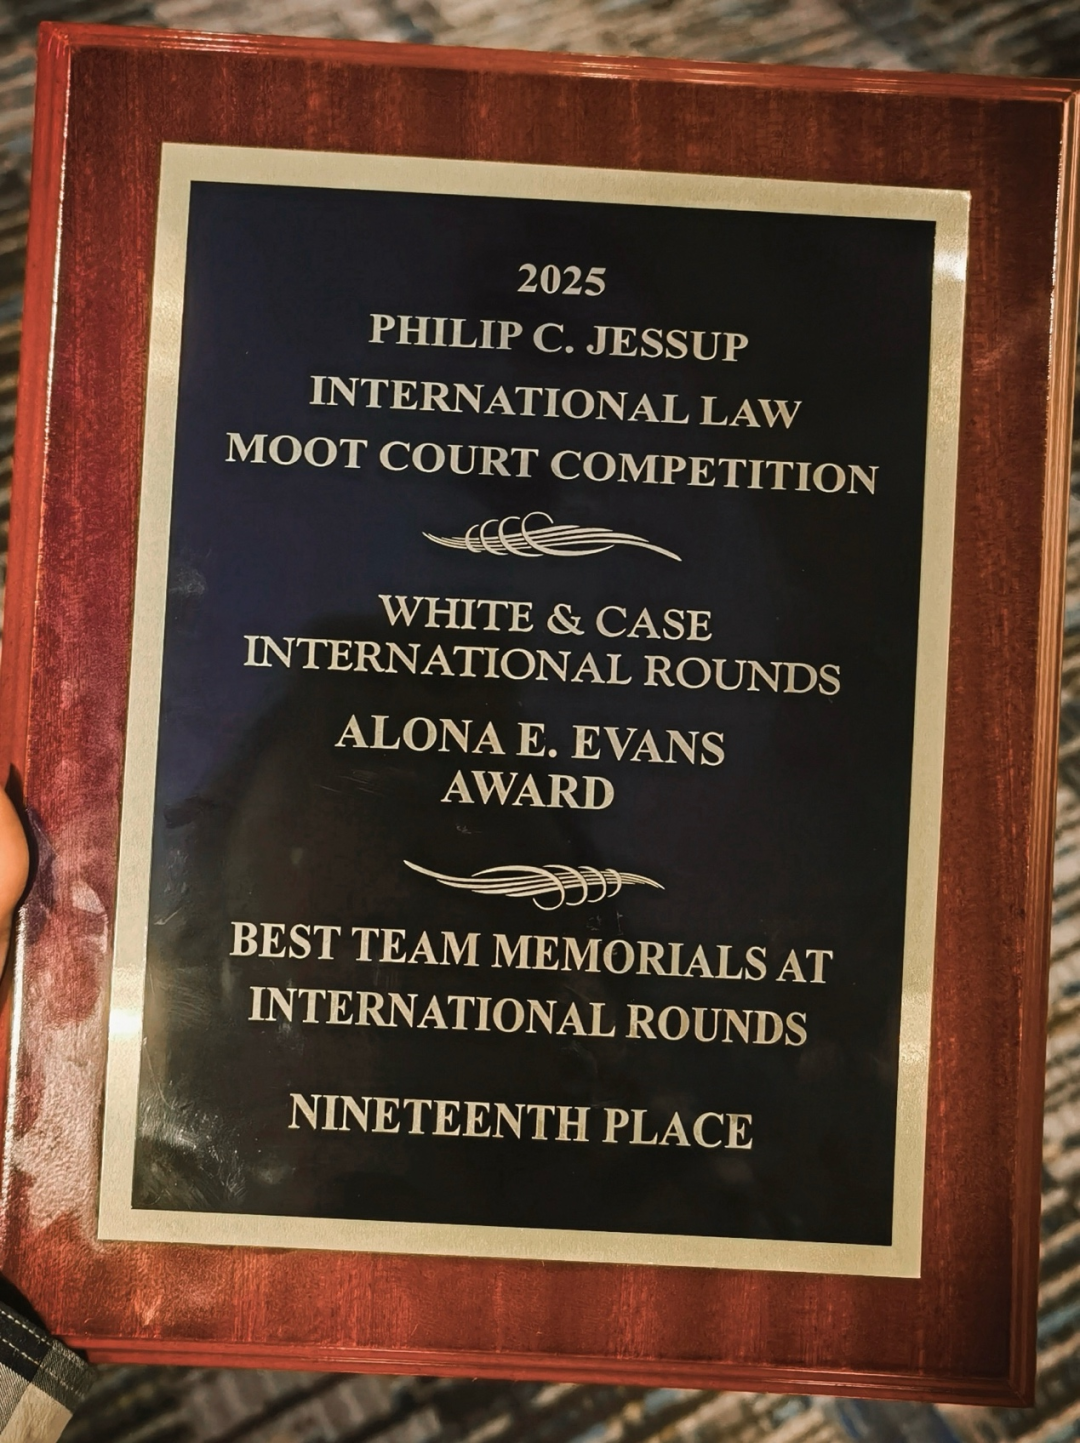 2025
PHILIP C. JESSUP
INTERNATIONAL LAW
MOOT COURT COMPETITION
WHITE & CASE
INTERNATIONAL ROUNDS
ALONA E. EVANS
AWARD
BEST TEAM MEMORIALS AT
INTERNATIONAL ROUNDS
NINETEENTH PLACE